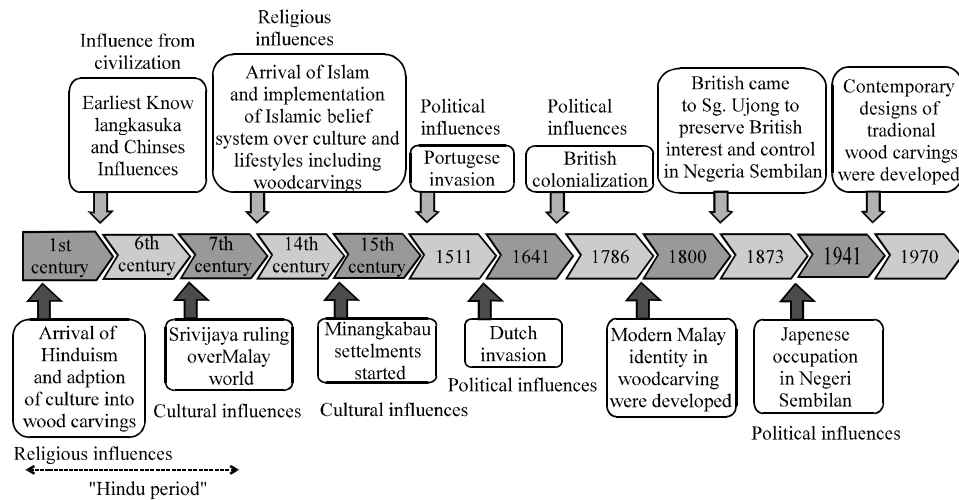 Influence from
civilization
Earliest Know
langkasuka
and Chinses
Influences
Religious
influences
Arrival of Islam
and implementation
of Islamic belief
system over culture and
lifestyles including
woodcarvings
Political influences
Portugese
invasion
Political influences
British
colonialization
British came
to Sg. Ujong to
preserve British
interest and control
in Negeria Sembilan
Contemporary
designs of
tradional
wood carvings
were developed
1st
century
6th
century
7th
century
14th
century
15th
century
1511
1641
1786
1800
1873
1941
1970
Arrival of
Hinduism
and adption
of culture into
wood carvings
Religious influences
"Hindu period"
Srivijaya ruling
overMalay
world
Cultural influences
Minangkabau
settelments
started
Cultural influences
Dutch
invasion
Political influences
Modern Malay
identity in
woodcarving
were developed
Japenese
occupation
in Negeri
Sembilan
Political influences